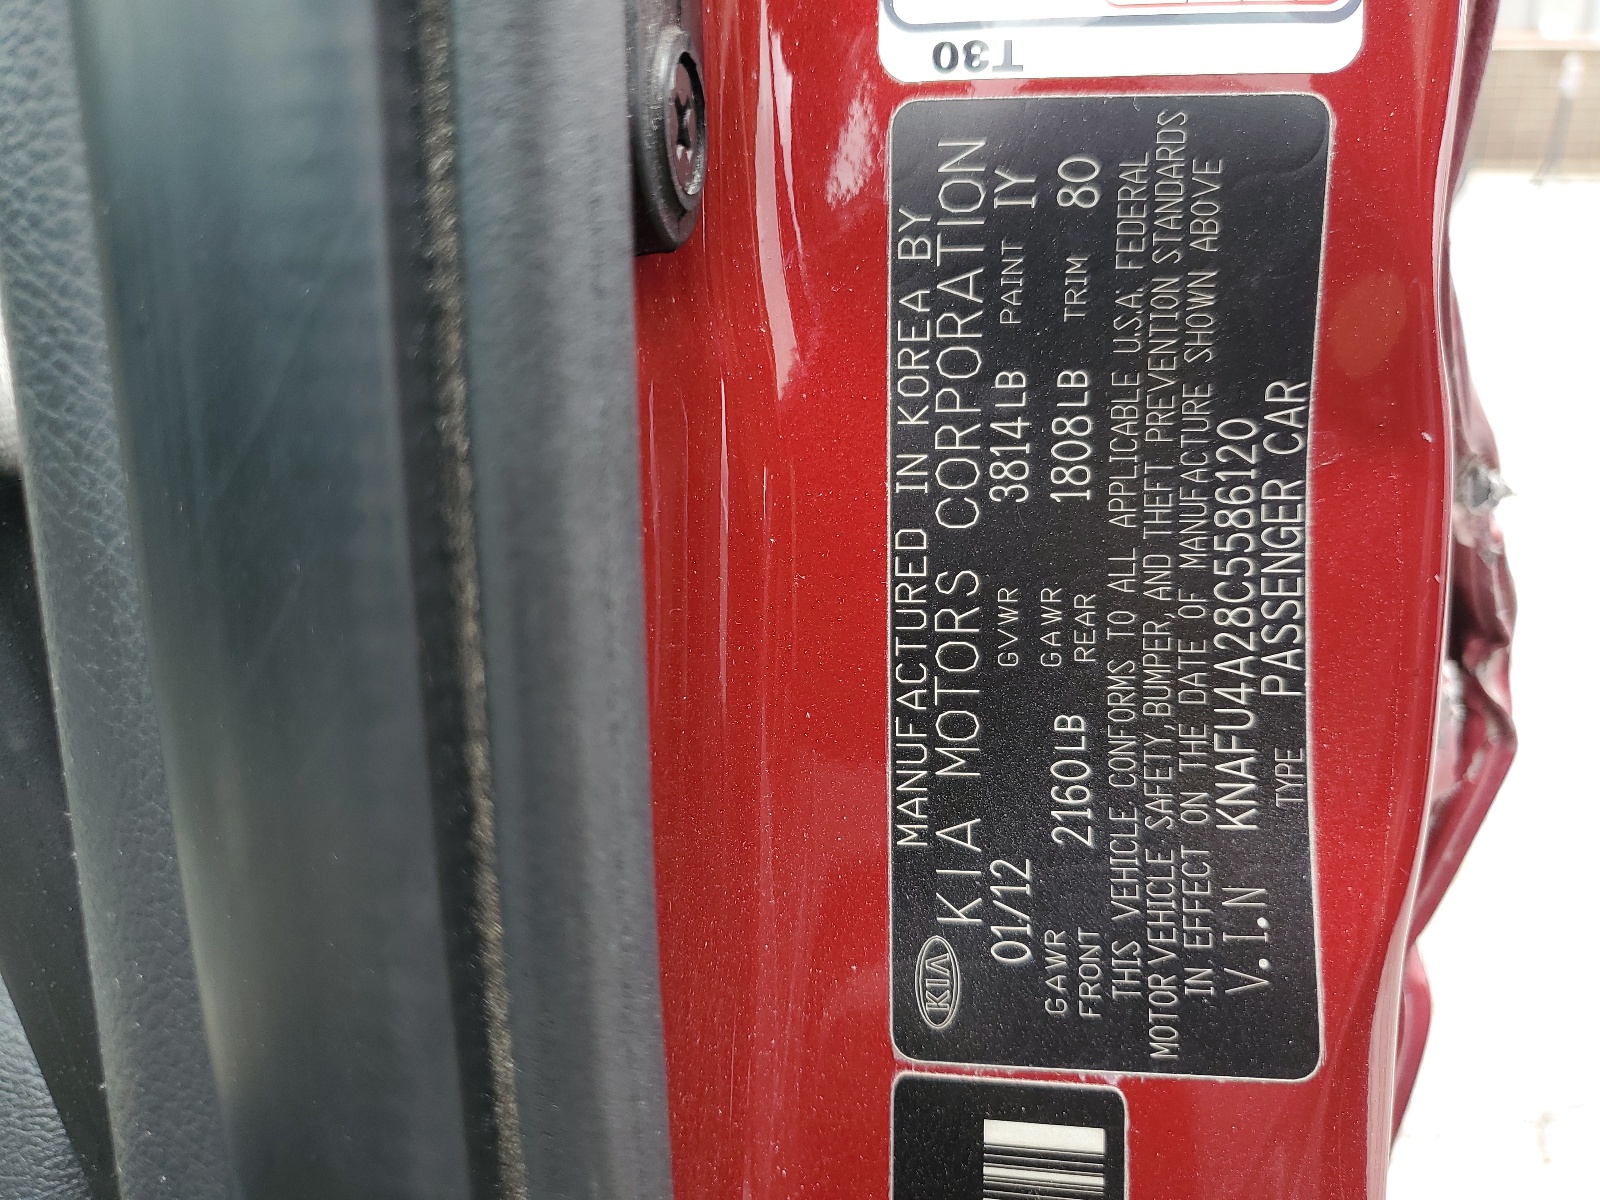 T30
KIA
MANUFACTURED IN KOREA BY
KIA MOTORS CORPORATION
01/12 GVWR 3814LB PAINT IY
GAWR FRONT 2160LB GAWR REAR 1808LB TRIM 80
THIS VEHICLE CONFORMS TO ALL APPLICABLE U.S.A. FEDERAL
MOTOR VEHICLE SAFETY, BUMPER, AND THEFT PREVENTION STANDARDS
IN EFFECT ON THE DATE OF MANUFACTURE SHOWN ABOVE
V.I.N KNAFU4A28C5586120
TYPE PASSENGER CAR